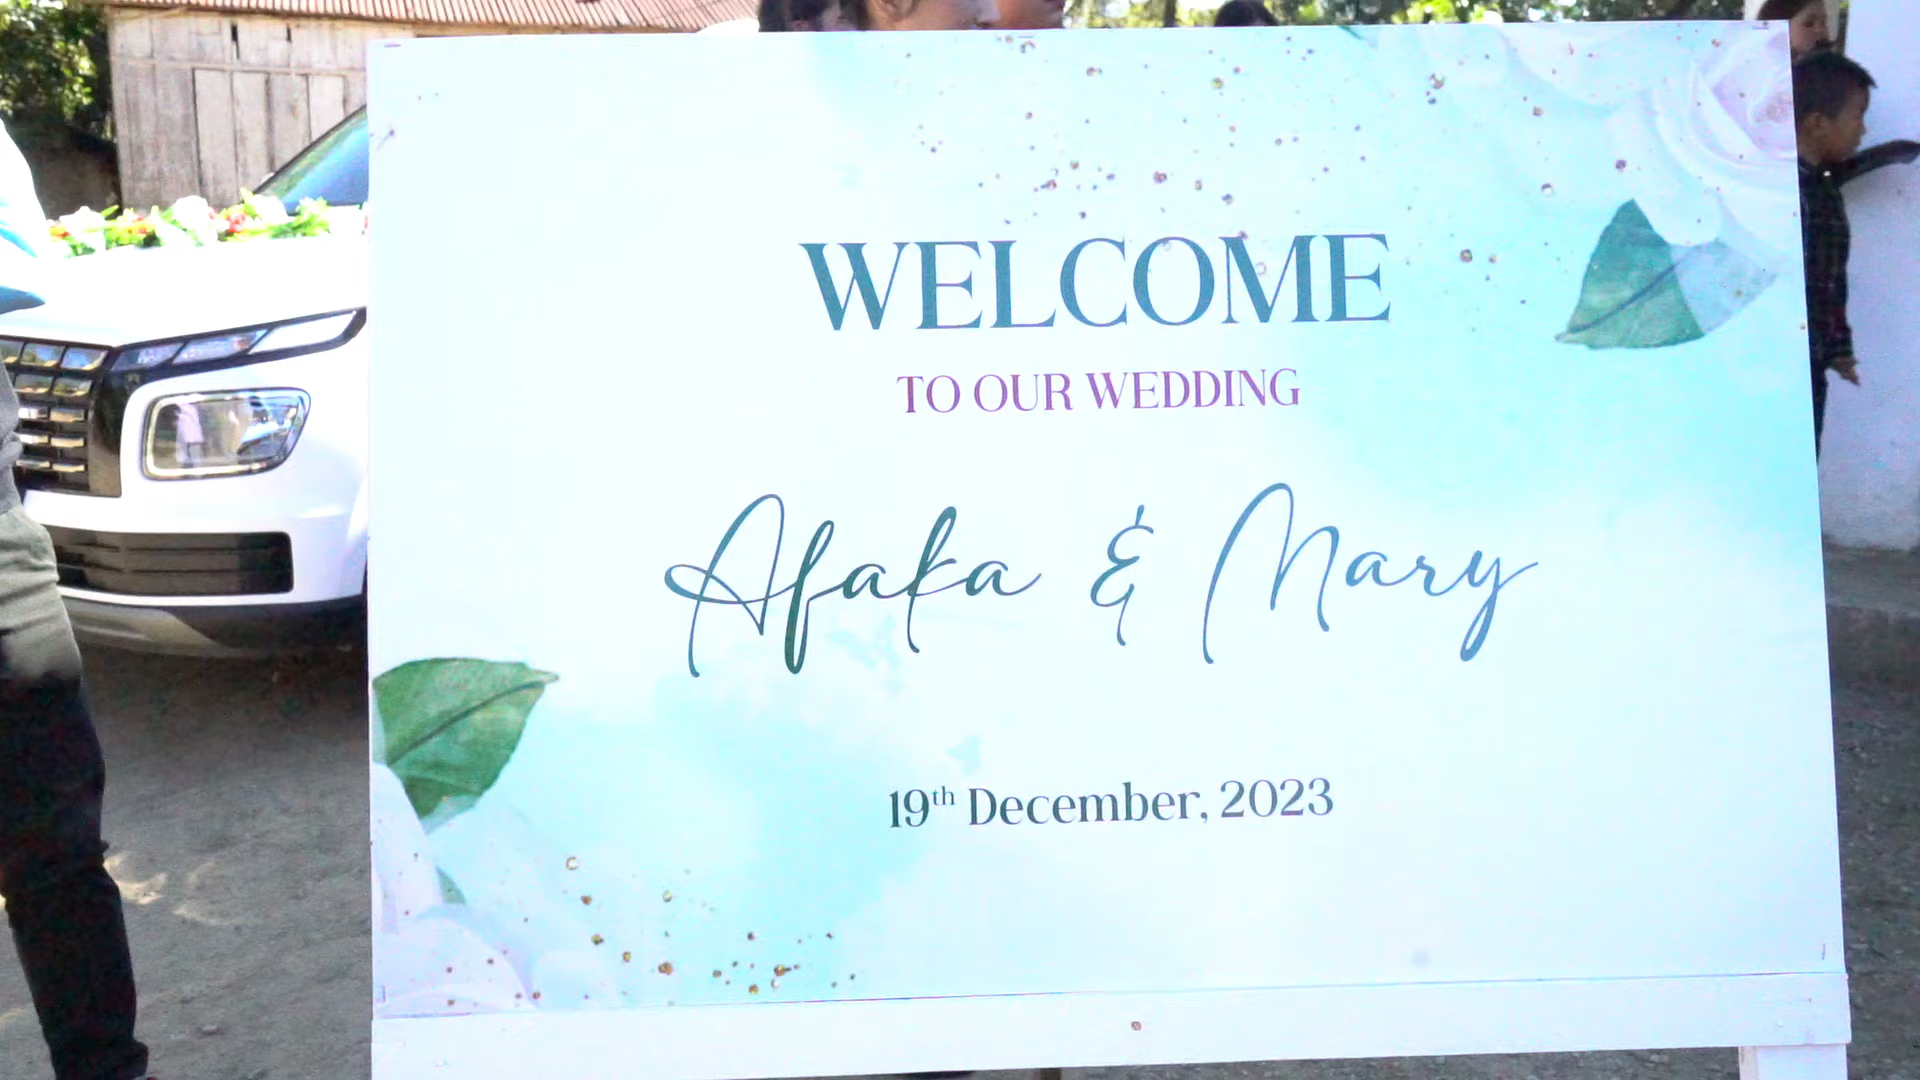 WELCOME
TO OUR WEDDING
Afaka & Mary
19th December, 2023